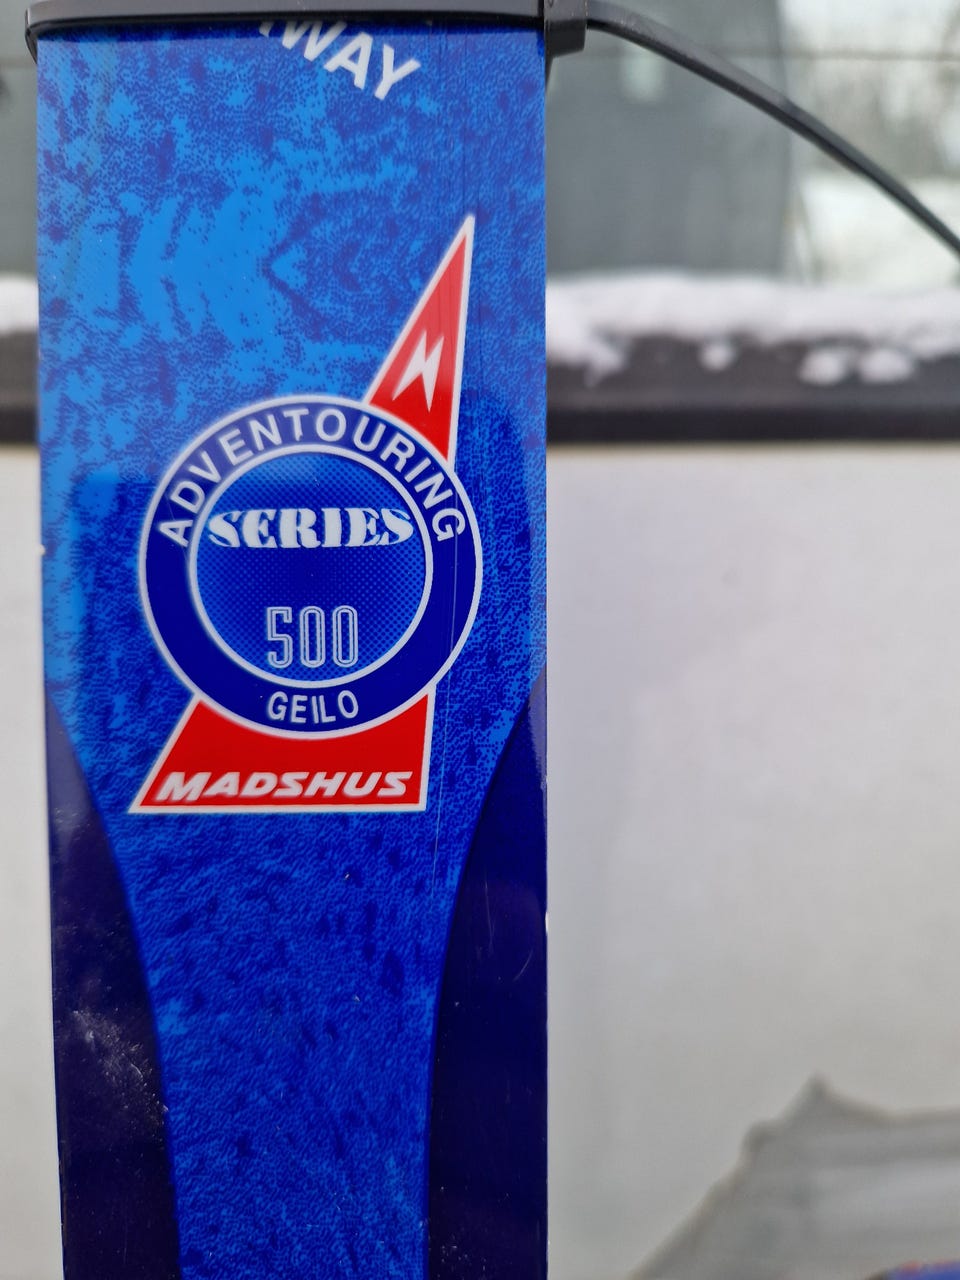 WAY
ADVENTOURING
SERIES
500
GEILO
MADSHUS